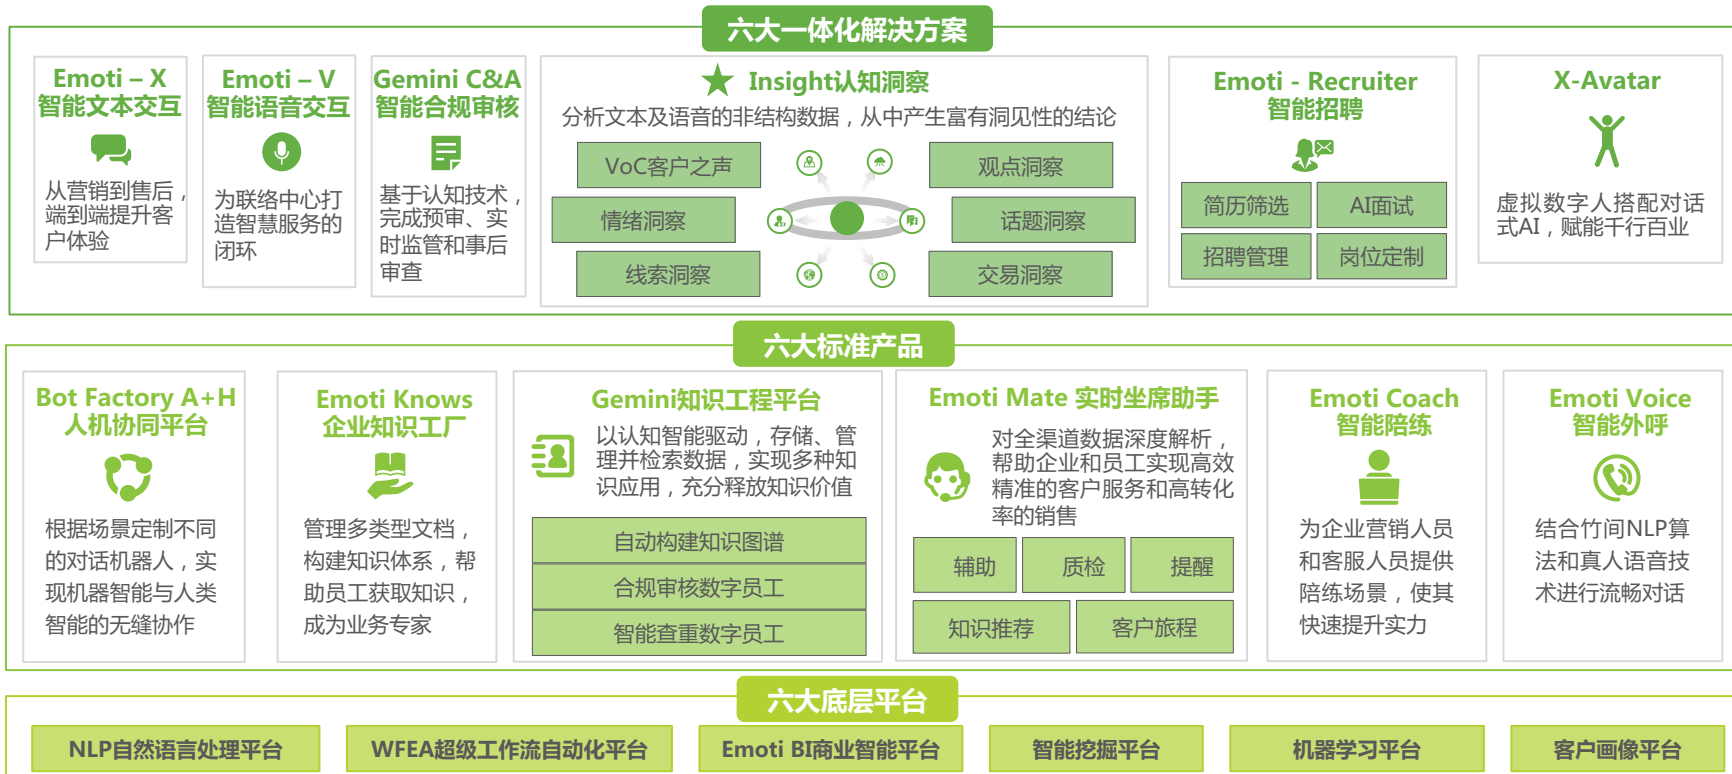 六大一体化解决方案
Emoti – X
智能文本交互
从营销到售后，
端到端提升客
户体验
Emoti – V
智能语音交互
为联络中心打
造智慧服务的
闭环
Gemini C&A
智能合规审核
基于认知技术，
完成预审、实
时监管和事后
审查
Insight认知洞察
分析文本及语音的非结构数据，从中产生富有洞见性的结论
VoC客户之声
观点洞察
情绪洞察
话题洞察
线索洞察
交易洞察
Emoti - Recruiter
智能招聘
简历筛选
AI面试
招聘管理
岗位定制
X-Avatar
虚拟数字人搭配对话
式AI，赋能千行百业
六大标准产品
Bot Factory A+H
人机协同平台
根据场景定制不同
的对话机器人，实
现机器智能与人类
智能的无缝协作
Emoti Knows
企业知识工厂
管理多类型文档，
构建知识体系，帮
助员工获取知识，
成为业务专家
Gemini知识工程平台
以认知智能驱动，存储、管
理并检索数据，实现多种知
识应用，充分释放知识价值
自动构建知识图谱
合规审核数字员工
智能查重数字员工
Emoti Mate 实时坐席助手
对全渠道数据深度解析，
帮助企业和员工实现高效
精准的客户服务和高转化
率的销售
辅助
质检
提醒
知识推荐
客户旅程
Emoti Coach
智能陪练
为企业营销人员
和客服人员提供
陪练场景，使其
快速提升实力
Emoti Voice
智能外呼
结合竹间NLP算
法和真人语音技
术进行流畅对话
六大底层平台
NLP自然语言处理平台
WFEA超级工作流自动化平台
Emoti BI商业智能平台
智能挖掘平台
机器学习平台
客户画像平台